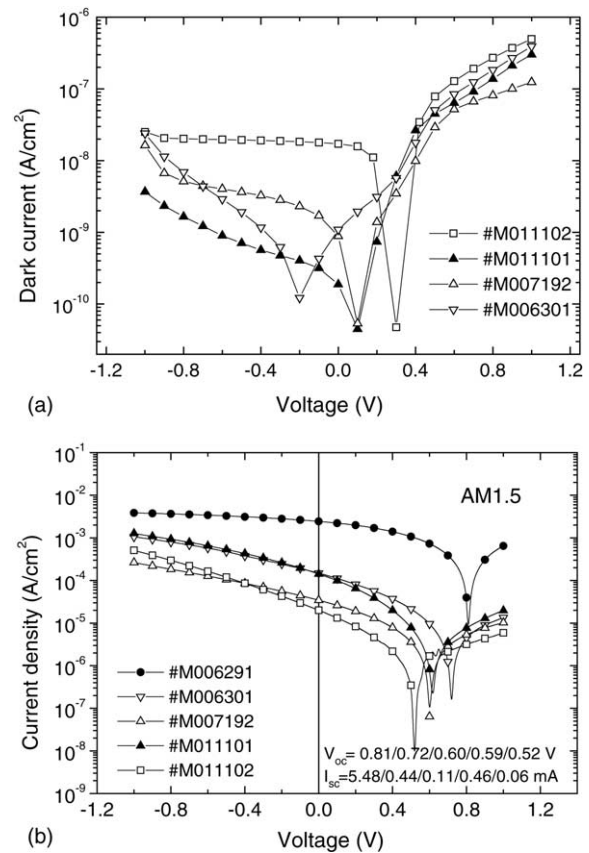 10⁻⁶
10⁻⁷
10⁻⁸
10⁻⁹
10⁻¹⁰
Dark current (A/cm²)
#M011102
#M011101
#M007192
#M006301
-1.2 -0.8 -0.4 0.0 0.4 0.8 1.2
(a) Voltage (V)
10⁻¹
10⁻²
10⁻³
10⁻⁴
10⁻⁵
10⁻⁶
10⁻⁷
10⁻⁸
10⁻⁹
Current density (A/cm²)
AM1.5
#M006291
#M006301
#M007192
#M011101
#M011102
V_oc = 0.81/0.72/0.60/0.59/0.52 V
I_sc=5.48/0.44/0.11/0.46/0.06 mA
-1.2 -0.8 -0.4 0.0 0.4 0.8 1.2
(b) Voltage (V)